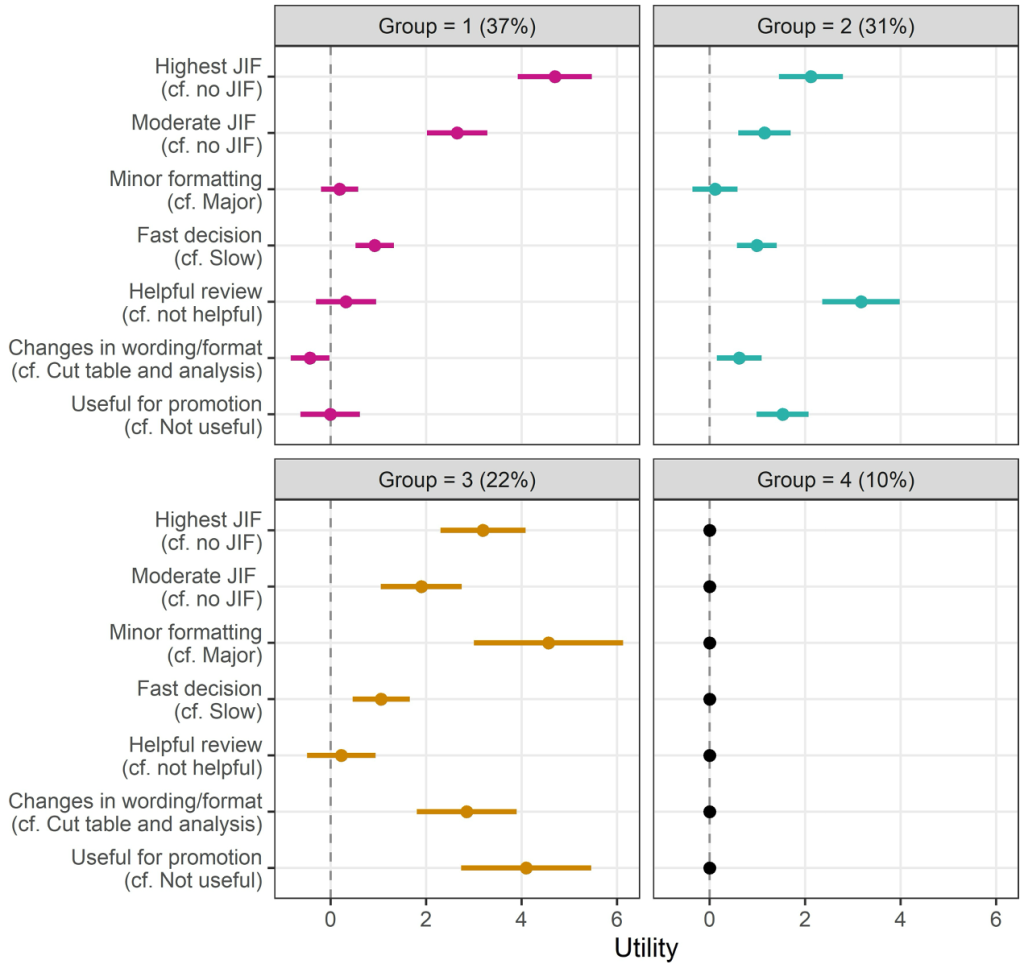 Group = 1 (37%)
Group = 2 (31%)
Highest JIF
(cf. no JIF)
Moderate JIF
(cf. no JIF)
Minor formatting
(cf. Major)
Fast decision
(cf. Slow)
Helpful review
(cf. not helpful)
Changes in wording/format
(cf. Cut table and analysis)
Useful for promotion
(cf. Not useful)
Group = 3 (22%)
Group = 4 (10%)
Highest JIF
(cf. no JIF)
Moderate JIF
(cf. no JIF)
Minor formatting
(cf. Major)
Fast decision
(cf. Slow)
Helpful review
(cf. not helpful)
Changes in wording/format
(cf. Cut table and analysis)
Useful for promotion
(cf. Not useful)
0 2 4 6 0 2 4 6
Utility